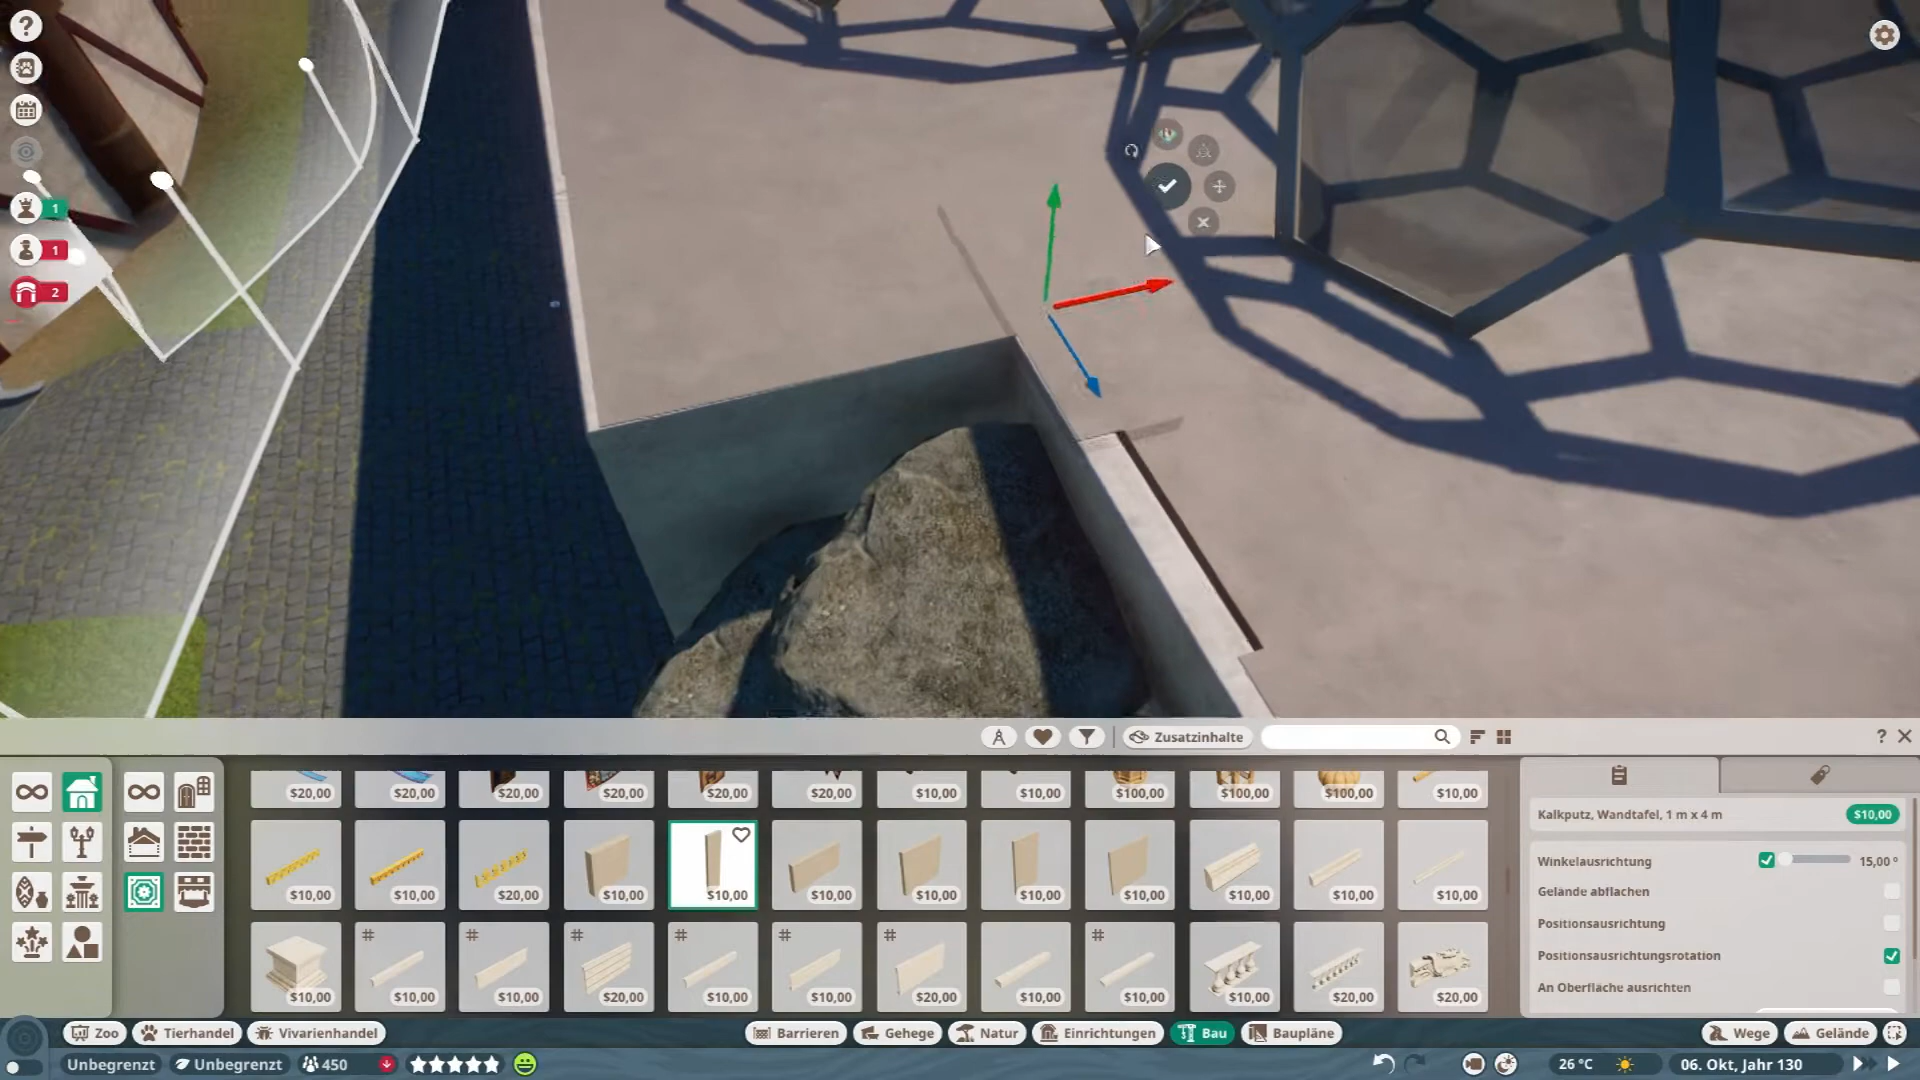 ?
1
1
2
Zusatzinhalte
?
$20,00 $20,00 $20,00 $20,00 $20,00 $20,00 $10,00 $10,00 $100,00 $100,00 $100,00 $10,00
$10,00 $10,00 $20,00 $10,00 $10,00 $10,00 $10,00 $10,00 $10,00 $10,00 $10,00 $10,00
# # # # # # #
$10,00 $10,00 $10,00 $20,00 $10,00 $10,00 $20,00 $10,00 $10,00 $10,00 $20,00 $20,00
Kalkputz, Wandtafel, 1 m x 4 m $10,00
Winkelausrichtung 15,00 °
Gelände abflachen
Positionsausrichtung
Positionsausrichtungsrotation
An Oberfläche ausrichten
Zoo Tierhandel Vivarienhandel Barrieren Gehege Natur Einrichtungen Bau Baupläne Wege Gelände
Unbegrenzt Unbegrenzt 450 26 °C 06. Okt, Jahr 130